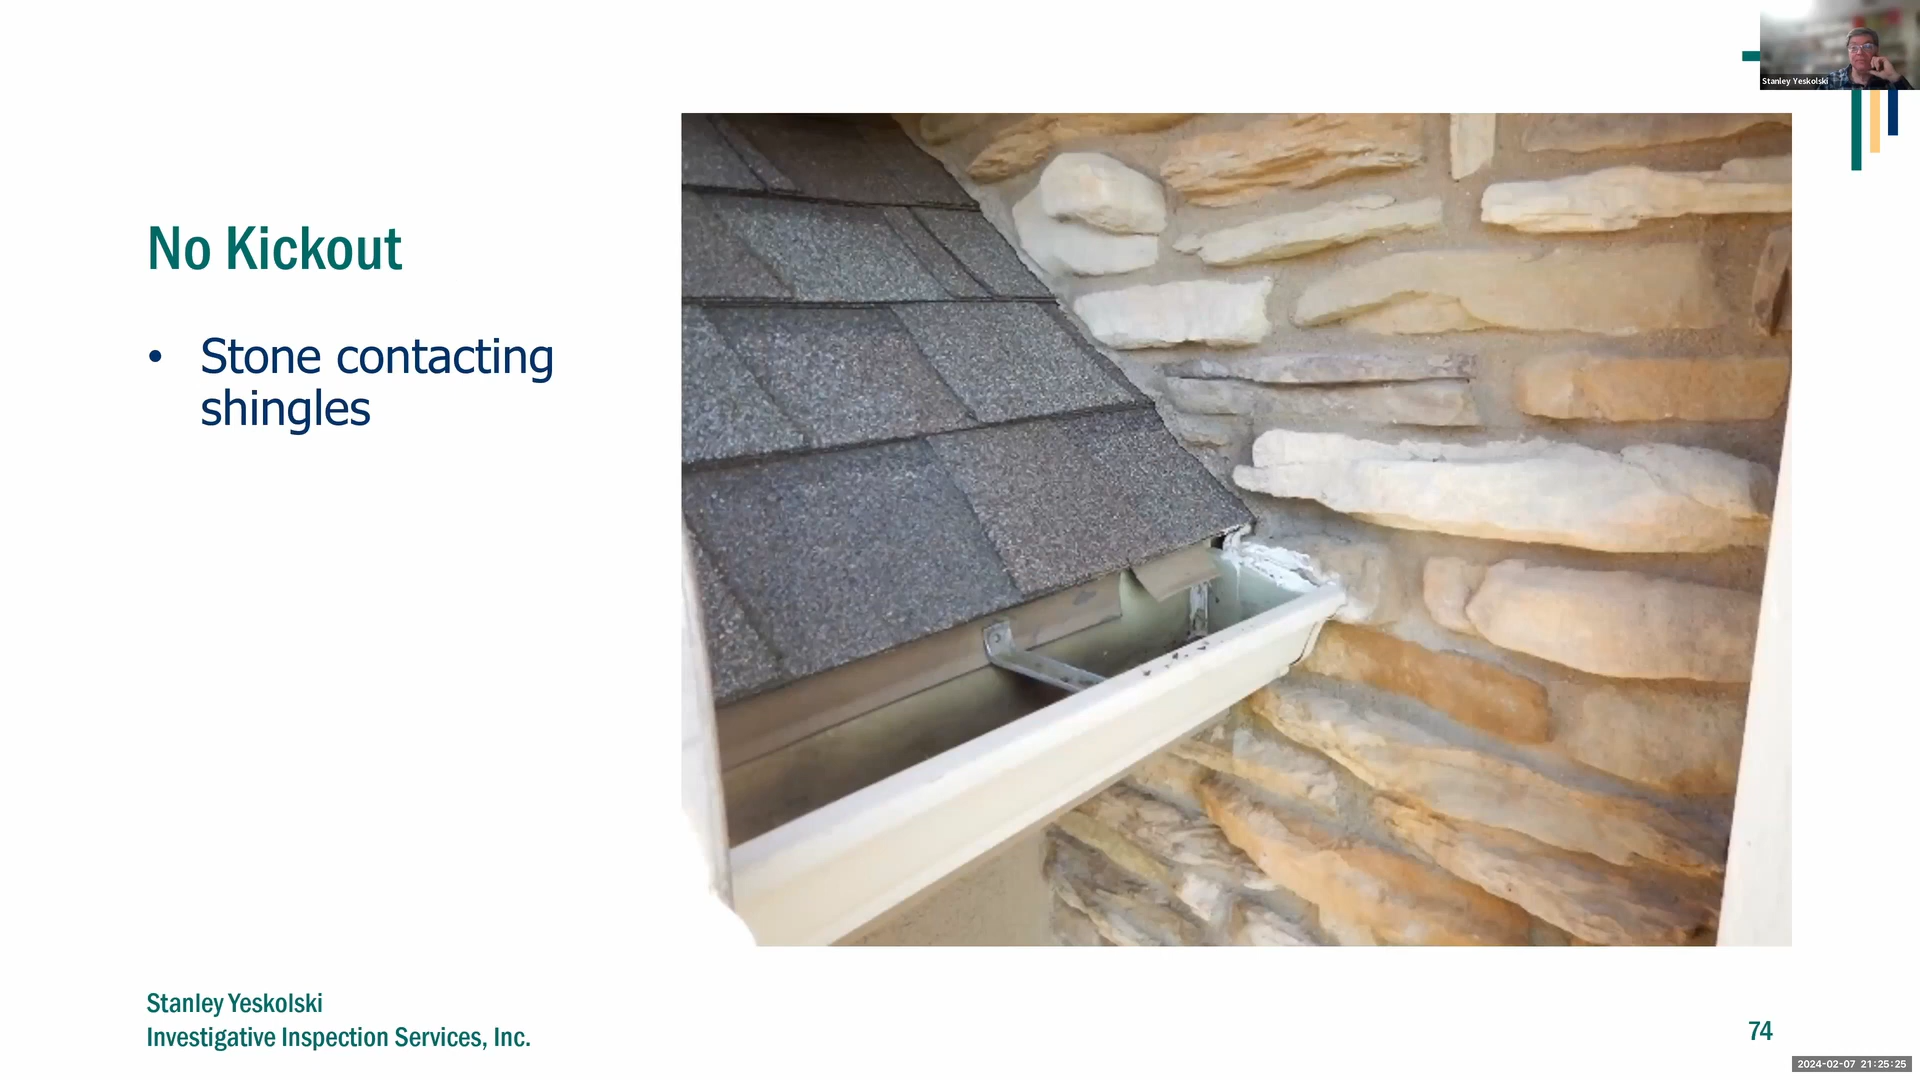 Stanley Yeskolski
No Kickout
• Stone contacting
shingles
Stanley Yeskolski
Investigative Inspection Services, Inc.
74
2024-02-07 21:25:25